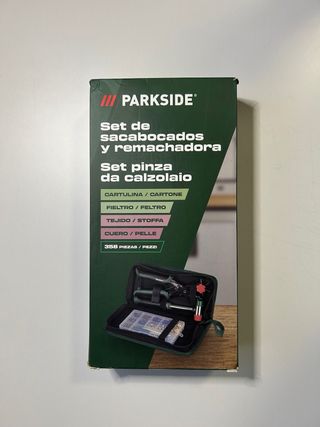 /// PARKSIDE®
Set de
sacabocados
y remachadora
Set pinza
da calzolaio
CARTULINA / CARTONE
FIELTRO / FELTRO
TEJIDO / STOFFA
CUERO / PELLE
358 PIEZAS / PEZZI